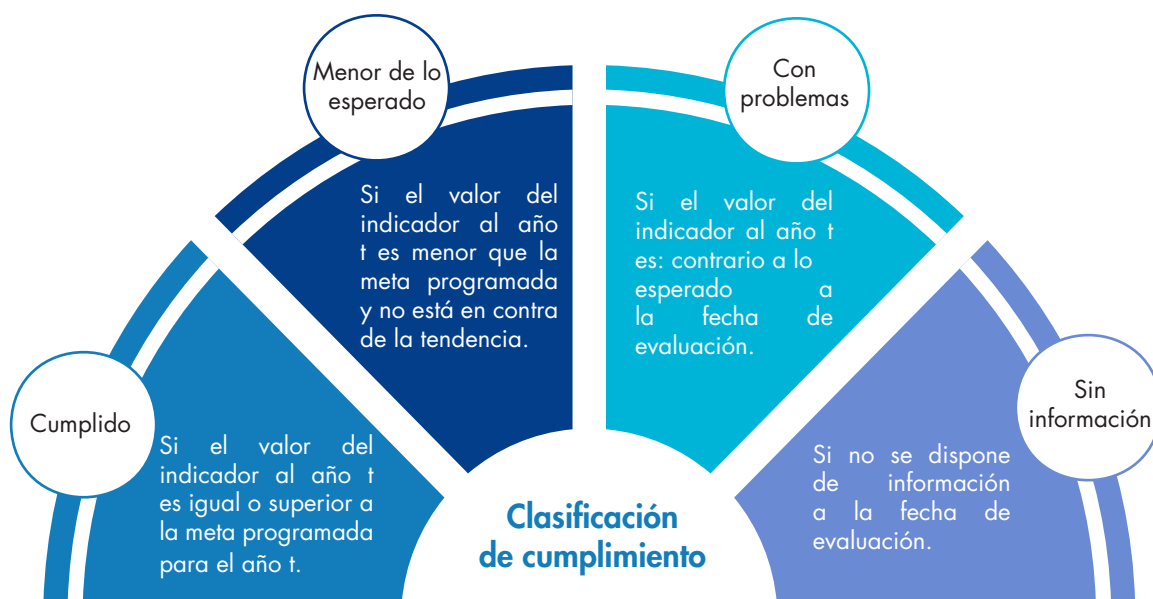 Menor de lo
esperado
Si el valor del
indicador al año
t es menor que la
meta programada
y no está en contra
de la tendencia.
Con
problemas
Si el valor del
indicador al año t
es: contrario a lo
esperado a
la fecha de
evaluación.
Cumplido
Si el valor del
indicador al año t
es igual o superior a
la meta programada
para el año t.
Sin
información
Si no se dispone
de información
a la fecha de
evaluación.
Clasificación
de cumplimiento